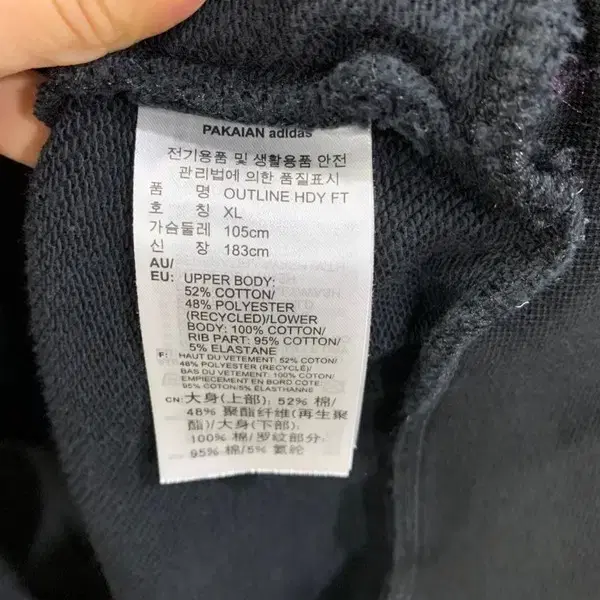 PAKAIAN adidas
전기용품 및 생활용품 안전
관리법에 의한 품질표시
품 명 OUTLINE HDY FT
호 칭 XL
가슴둘레 105cm
신 장 183cm
AU/
EU: UPPER BODY:
52% COTTON/
48% POLYESTER
(RECYCLED)/LOWER
BODY: 100% COTTON/
RIB PART: 95% COTTON/
5% ELASTANE
F: HAUT DU VETEMENT: 52% COTON/
48% POLYESTER (RECYCLE)/
BAS DU VETEMENT: 100% COTON/
EMPIECEMENT EN BORD COTE:
95% COTON/5% ELASTHANNE
CN: 大身(上部): 52% 棉/
48% 聚酯纤维(再生聚
酯)/大身(下部):
100% 棉/ 罗纹部分:
95% 棉/5% 氨纶